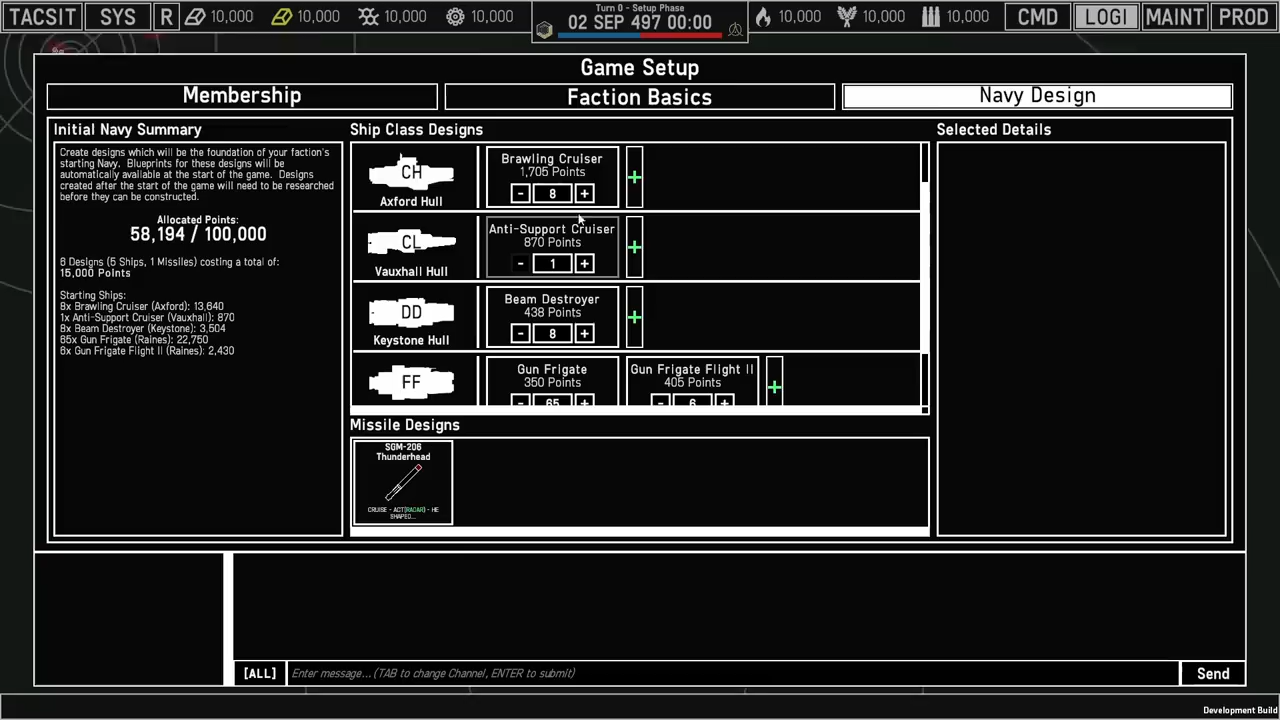 TACSIT
SYS
R
10,000
10,000
10,000
10,000
Turn 0 - Setup Phase
02 SEP 497 00:00
10,000
10,000
10,000
CMD
LOGI
MAINT
PROD
Game Setup
Membership
Faction Basics
Navy Design
Initial Navy Summary
Create designs which will be the foundation of your faction's
starting Navy. Blueprints for these designs will be
automatically available at the start of the game. Designs
created after the start of the game will need to be researched
before they can be constructed.
Allocated Points:
58,194 / 100,000
6 Designs (5 Ships, 1 Missiles) costing a total of:
15,000 Points
Starting Ships:
8x Brawling Cruiser (Axford): 13,640
1x Anti-Support Cruiser (Vauxhall): 870
8x Beam Destroyer (Keystone): 3,504
65x Gun Frigate (Raines): 22,750
6x Gun Frigate Flight II (Raines): 2,430
Ship Class Designs
CH
Axford Hull
Brawling Cruiser
1,705 Points
- 8 +
+
CL
Vauxhall Hull
Anti-Support Cruiser
870 Points
- 1 +
+
DD
Keystone Hull
Beam Destroyer
438 Points
- 8 +
+
FF
Gun Frigate
350 Points
- 65 +
Gun Frigate Flight II
405 Points
- 6 +
+
Missile Designs
SGM-206
Thunderhead
CRUISE - ACT(RADAR) - HE
SHAPED...
Selected Details
[ALL]
Enter message... (TAB to change Channel, ENTER to submit)
Send
Development Build